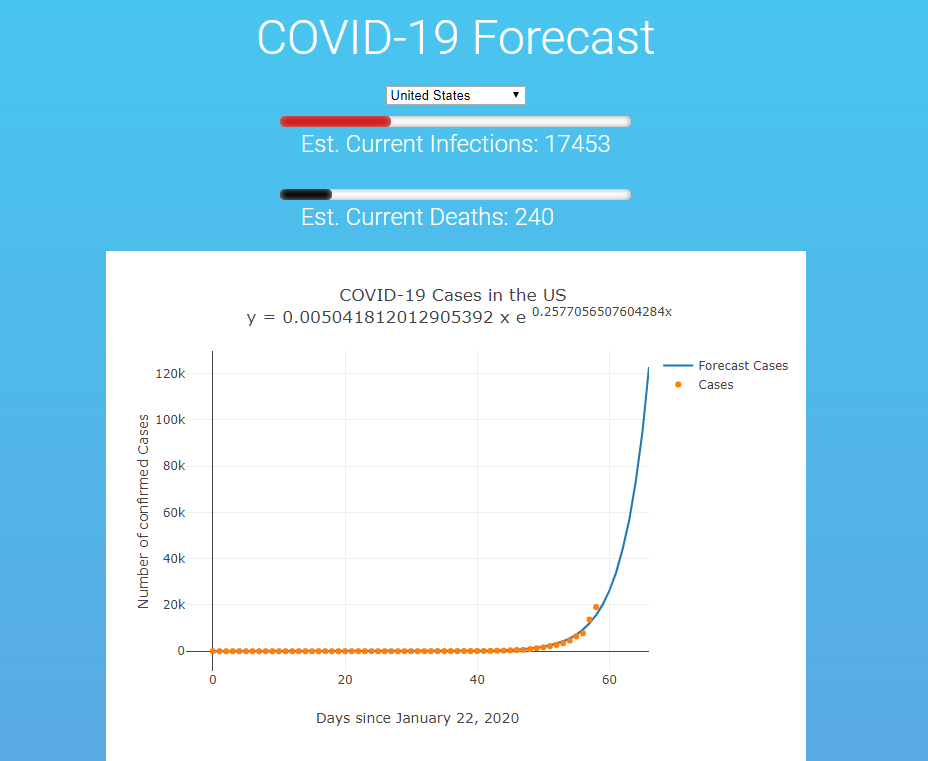 COVID-19 Forecast
United States
Est. Current Infections: 17453
Est. Current Deaths: 240
COVID-19 Cases in the US
y = 0.005041812012905392 x e 0.2577056507604284x
Forecast Cases
Cases
Number of confirmed Cases
120k
100k
80k
60k
40k
20k
0
0 20 40 60
Days since January 22, 2020